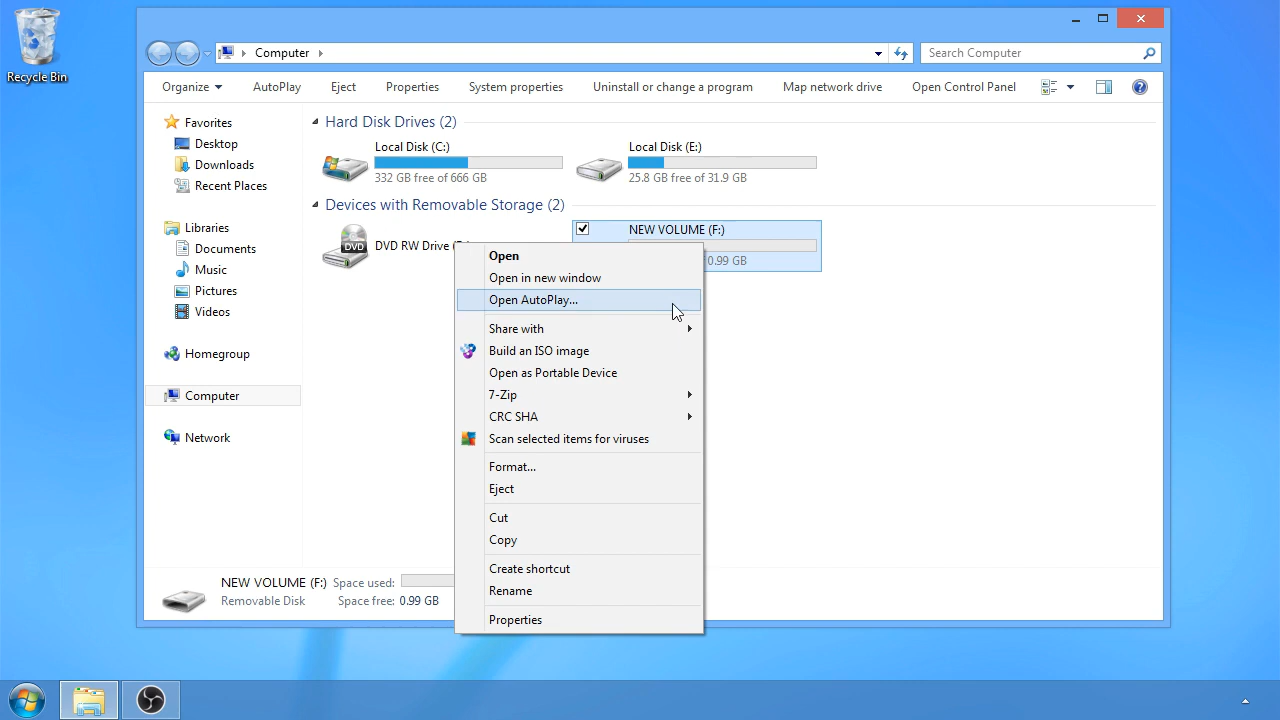 Recycle Bin
Computer
Search Computer
Organize AutoPlay Eject Properties System properties Uninstall or change a program Map network drive Open Control Panel
Favorites
Desktop
Downloads
Recent Places
Libraries
Documents
Music
Pictures
Videos
Homegroup
Computer
Network
Hard Disk Drives (2)
Local Disk (C:)
332 GB free of 666 GB
Local Disk (E:)
25.8 GB free of 31.9 GB
Devices with Removable Storage (2)
DVD
DVD RW Drive
NEW VOLUME (F:)
0.99 GB
Open
Open in new window
Open AutoPlay...
Share with
Build an ISO image
Open as Portable Device
7-Zip
CRC SHA
Scan selected items for viruses
Format...
Eject
Cut
Copy
Create shortcut
Rename
Properties
NEW VOLUME (F:) Space used:
Removable Disk Space free: 0.99 GB